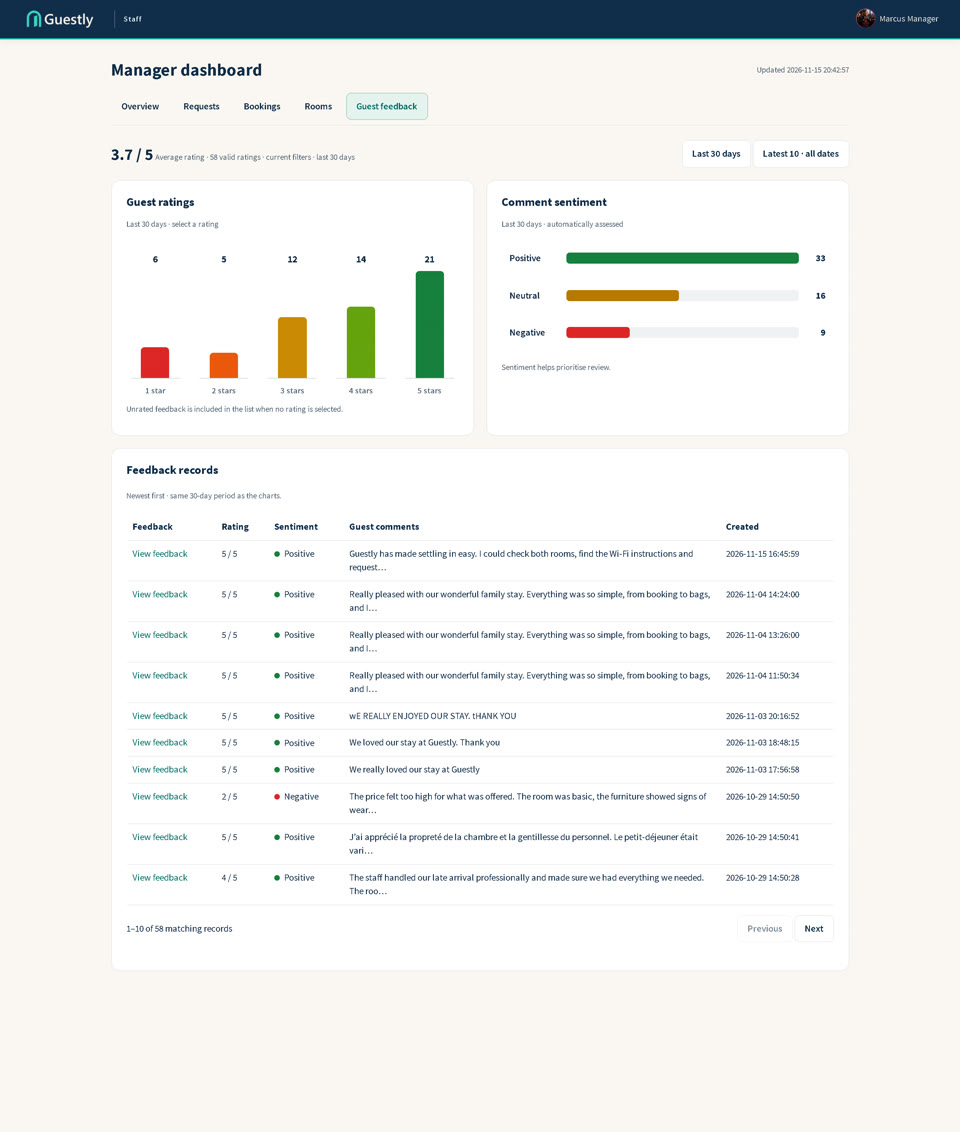 Guestly
Staff
Marcus Manager
Manager dashboard
Updated 2026-11-15 20:42:57
Overview
Requests
Bookings
Rooms
Guest feedback
3.7 / 5 Average rating · 58 valid ratings · current filters · last 30 days
Last 30 days
Latest 10 · all dates
Guest ratings
Last 30 days · select a rating
6
5
12
14
21
1 star
2 stars
3 stars
4 stars
5 stars
Unrated feedback is included in the list when no rating is selected.
Comment sentiment
Last 30 days · automatically assessed
Positive 33
Neutral 16
Negative 9
Sentiment helps prioritise review.
Feedback records
Newest first · same 30-day period as the charts.
Feedback Rating Sentiment Guest comments Created
View feedback 5 / 5 Positive Guestly has made settling in easy. I could check both rooms, find the Wi-Fi instructions and 2026-11-15 16:45:59
request…
View feedback 5 / 5 Positive Really pleased with our wonderful family stay. Everything was so simple, from booking to bags, 2026-11-04 14:24:00
and I…
View feedback 5 / 5 Positive Really pleased with our wonderful family stay. Everything was so simple, from booking to bags, 2026-11-04 13:26:00
and I…
View feedback 5 / 5 Positive Really pleased with our wonderful family stay. Everything was so simple, from booking to bags, 2026-11-04 11:50:34
and I…
View feedback 5 / 5 Positive wE REALLY ENJOYED OUR STAY. tHANK YOU 2026-11-03 20:16:52
View feedback 5 / 5 Positive We loved our stay at Guestly. Thank you 2026-11-03 18:48:15
View feedback 5 / 5 Positive We really loved our stay at Guestly 2026-11-03 17:56:58
View feedback 2 / 5 Negative The price felt too high for what was offered. The room was basic, the furniture showed signs of 2026-10-29 14:50:50
wear…
View feedback 5 / 5 Positive J'ai apprécié la propreté de la chambre et la gentillesse du personnel. Le petit-déjeuner était 2026-10-29 14:50:41
vari…
View feedback 4 / 5 Positive The staff handled our late arrival professionally and made sure we had everything we needed. 2026-10-29 14:50:28
The roo…
1–10 of 58 matching records
Previous
Next